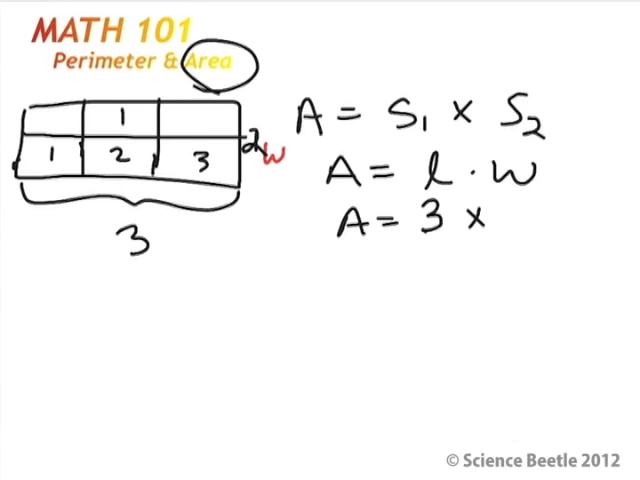 MATH 101
Perimeter & Area
1
1 2 3
2 w
3
A = S₁ × S₂
A = l · w
A = 3 ×
© Science Beetle 2012